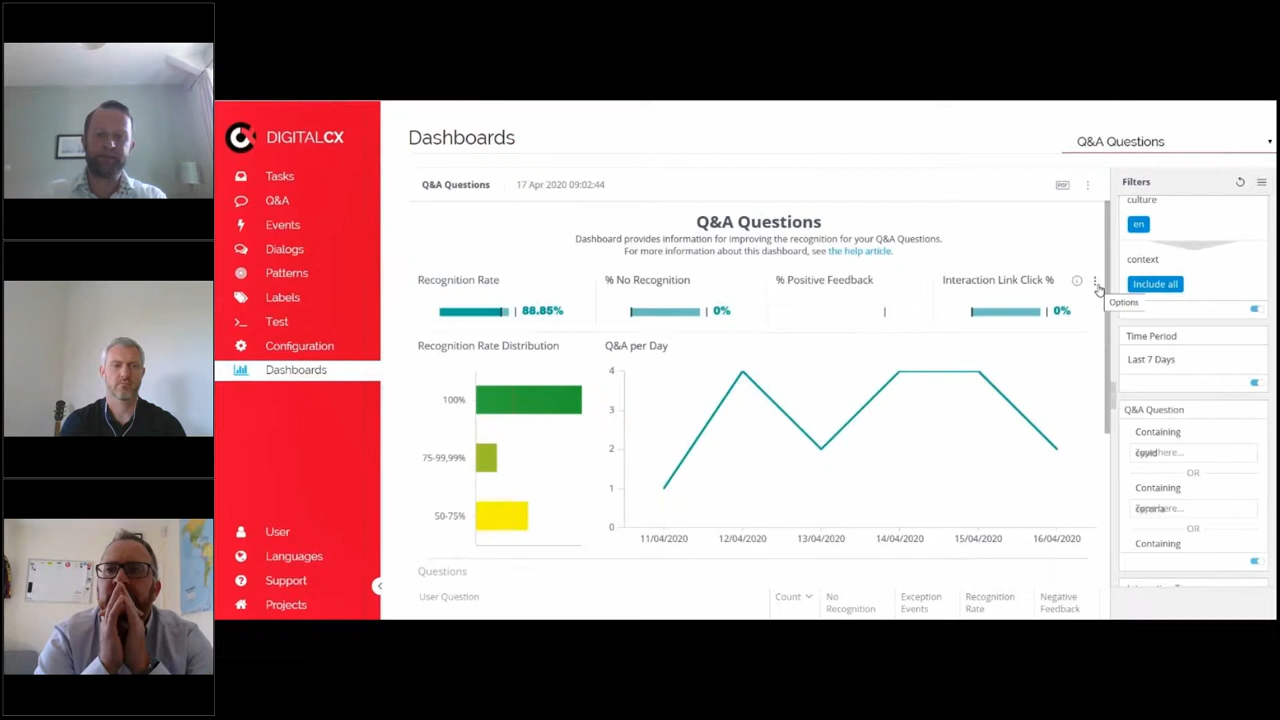 DIGITALCX
Tasks
Q&A
Events
Dialogs
Patterns
Labels
Test
Configuration
Dashboards
User
Languages
Support
Projects
Dashboards
Q&A Questions
Q&A Questions 17 Apr 2020 09:02:44
PDF
Q&A Questions
Dashboard provides information for improving the recognition for your Q&A Questions.
For more information about this dashboard, see the help article.
Recognition Rate
88.85%
% No Recognition
0%
% Positive Feedback
Interaction Link Click %
0%
Options
Recognition Rate Distribution
100%
75-99,99%
50-75%
Q&A per Day
4
3
2
1
0
11/04/2020 12/04/2020 13/04/2020 14/04/2020 15/04/2020 16/04/2020
Questions
User Question
Count
No Recognition
Exception Events
Recognition Rate
Negative Feedback
Filters
culture
en
context
Include all
Time Period
Last 7 Days
Q&A Question
Containing
OR
Containing
OR
Containing